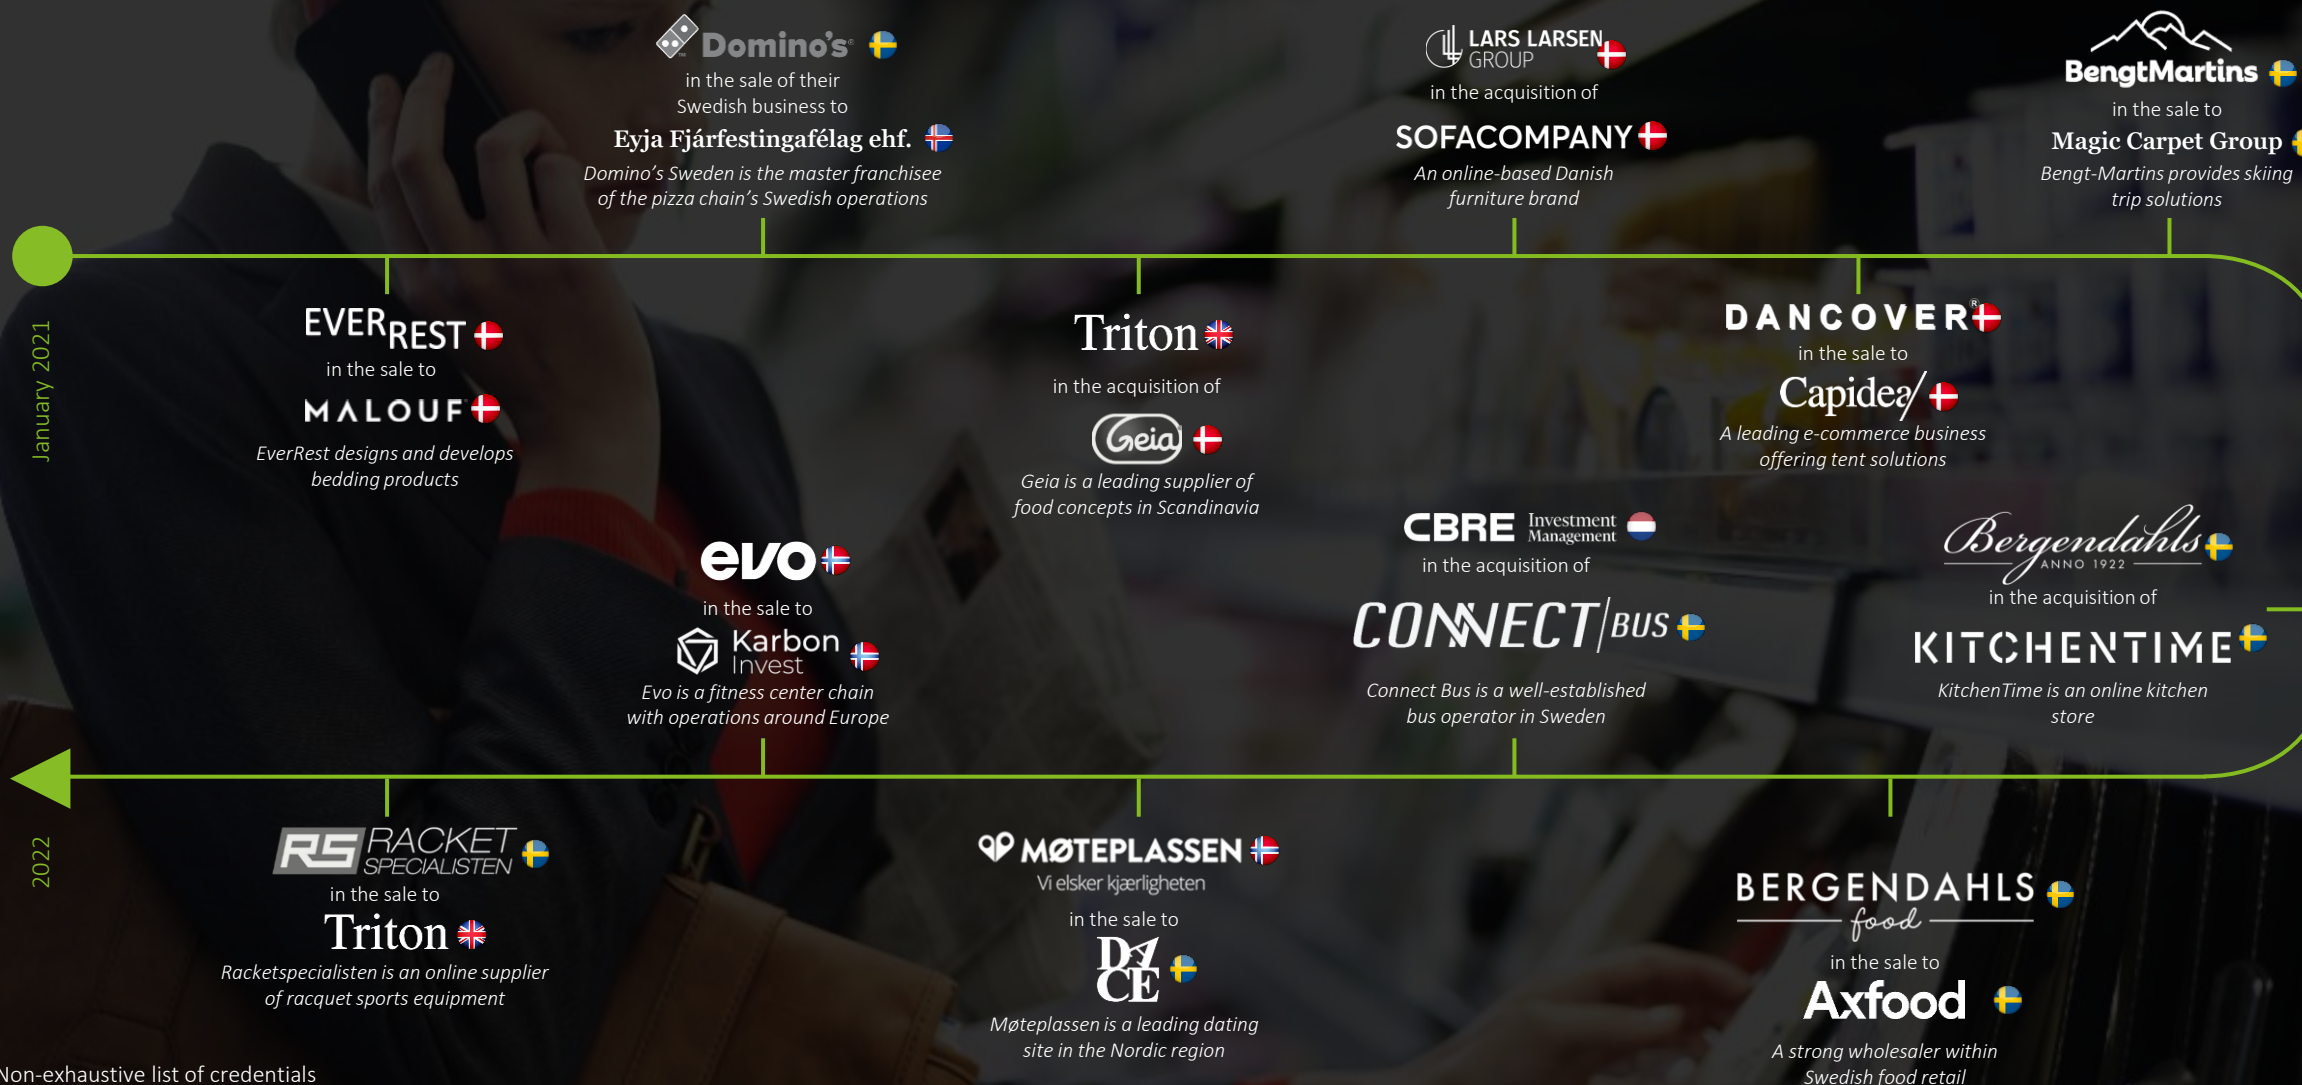 Domino's
in the sale of their
Swedish business to
Eyja Fjárfestingafélag ehf.
Domino's Sweden is the master franchisee
of the pizza chain's Swedish operations
LARS LARSEN
GROUP
in the acquisition of
SOFACOMPANY
An online-based Danish
furniture brand
BengtMartins
in the sale to
Magic Carpet Group
Bengt-Martins provides skiing
trip solutions
January 2021
EVERREST
in the sale to
MALOUF
EverRest designs and develops
bedding products
Triton
in the acquisition of
Geia
Geia is a leading supplier of
food concepts in Scandinavia
DANCOVER®
in the sale to
Capidea
A leading e-commerce business
offering tent solutions
evo
in the sale to
Karbon
Invest
Evo is a fitness center chain
with operations around Europe
CBRE Investment
Management
in the acquisition of
CONNECT/BUS
Connect Bus is a well-established
bus operator in Sweden
Bergendahls
ANNO 1922
in the acquisition of
KITCHENTIME
KitchenTime is an online kitchen
store
2022
RS RACKET
SPECIALISTEN
in the sale to
Triton
Racketspecialisten is an online supplier
of racquet sports equipment
MØTEPLASSEN
Vi elsker kjærligheten
in the sale to
DACE
Møteplassen is a leading dating
site in the Nordic region
BERGENDAHLS
food
in the sale to
Axfood
A strong wholesaler within
Swedish food retail
Non-exhaustive list of credentials